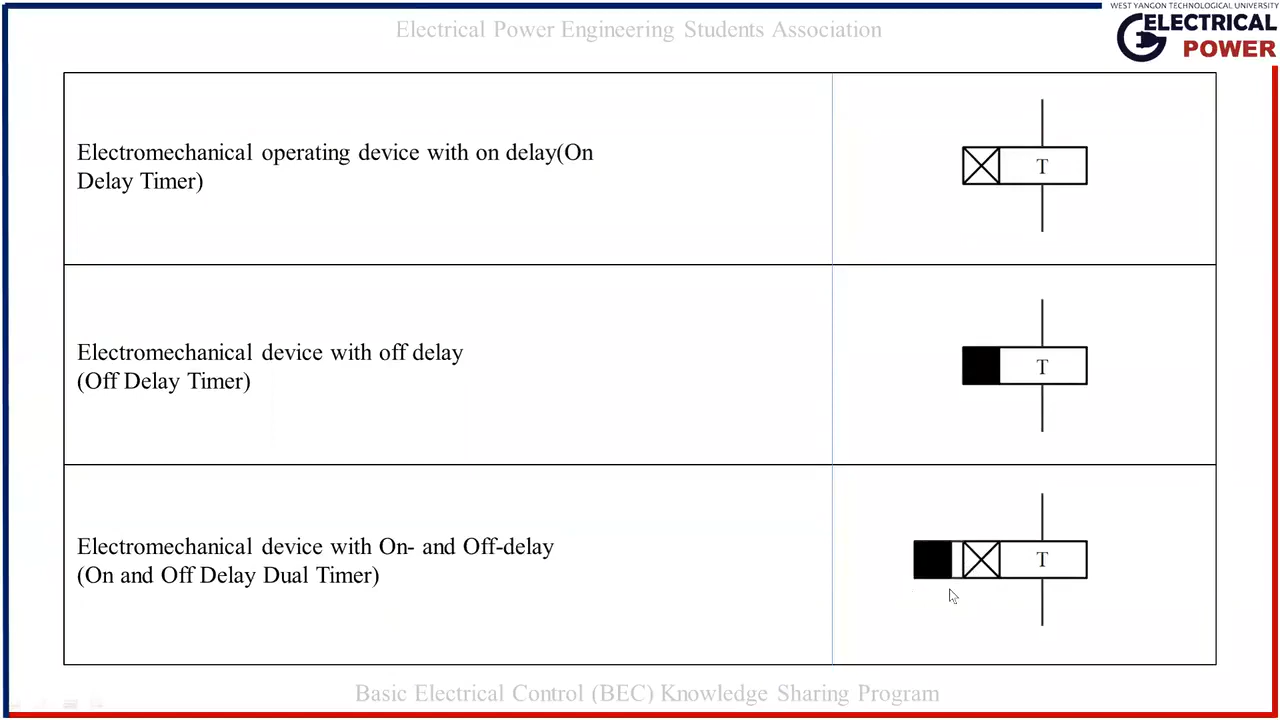 WEST YANGON TECHNOLOGICAL UNIVERSITY
Electrical Power Engineering Students Association
ELECTRICAL
POWER
Electromechanical operating device with on delay(On
Delay Timer)
T
Electromechanical device with off delay
(Off Delay Timer)
T
Electromechanical device with On- and Off-delay
(On and Off Delay Dual Timer)
T
Basic Electrical Control (BEC) Knowledge Sharing Program